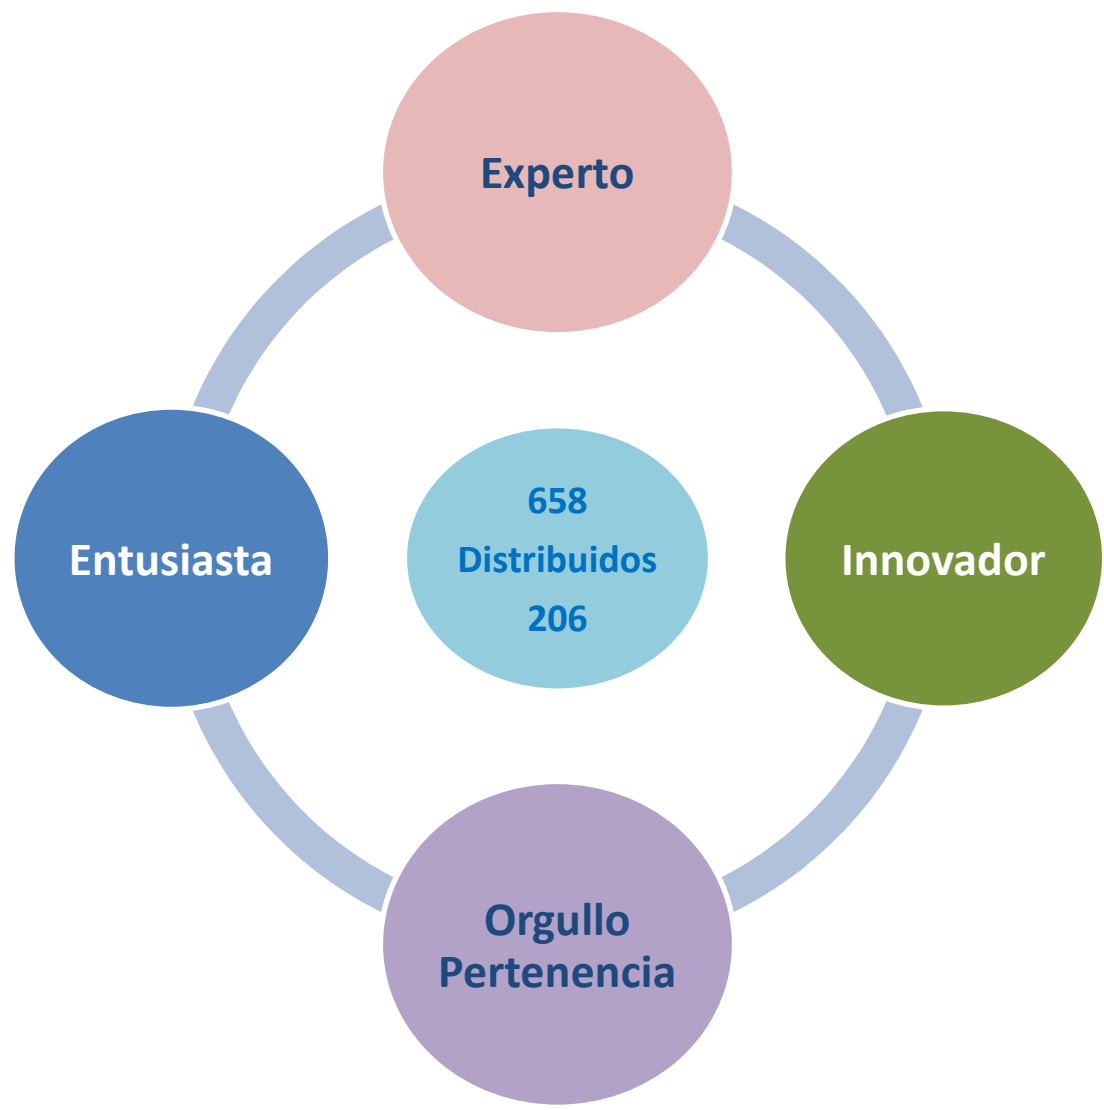 Experto
Entusiasta
658
Distribuidos
206
Innovador
Orgullo
Pertenencia